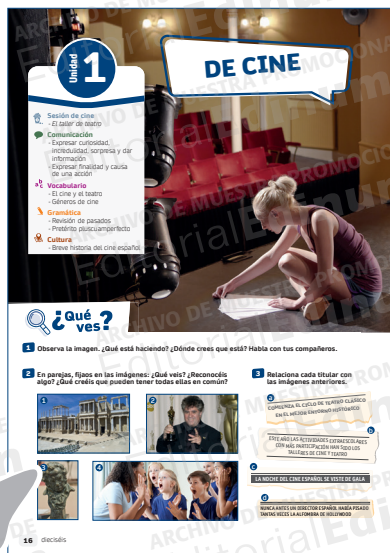 Unidad
1
DE CINE
Sesión de cine
- El taller de teatro
Comunicación
- Expresar curiosidad,
incredulidad, sorpresa y dar
información
- Expresar finalidad y causa
de una acción
Vocabulario
- El cine y el teatro
- Géneros de cine
Gramática
- Revisión de pasados
- Pretérito pluscuamperfecto
Cultura
- Breve historia del cine español
¿Qué
ves?
1 Observa la imagen. ¿Qué está haciendo? ¿Dónde crees que está? Habla con tus compañeros.
2 En parejas, fijaos en las imágenes: ¿Qué veis? ¿Reconocéis
algo? ¿Qué creéis que pueden tener todas ellas en común?
1
2
3
4
3 Relaciona cada titular con
las imágenes anteriores.
a
COMIENZA EL CICLO DE TEATRO CLÁSICO
EN EL MEJOR ENTORNO HISTÓRICO
b
ESTE AÑO LAS ACTIVIDADES EXTRAESCOLARES
CON MÁS PARTICIPACIÓN HAN SIDO LOS
TALLERES DE CINE Y TEATRO
c
LA NOCHE DEL CINE ESPAÑOL SE VISTE DE GALA
d
NUNCA ANTES UN DIRECTOR ESPAÑOL HABÍA PISADO
TANTAS VECES LA ALFOMBRA DE HOLLYWOOD
16 dieciséis